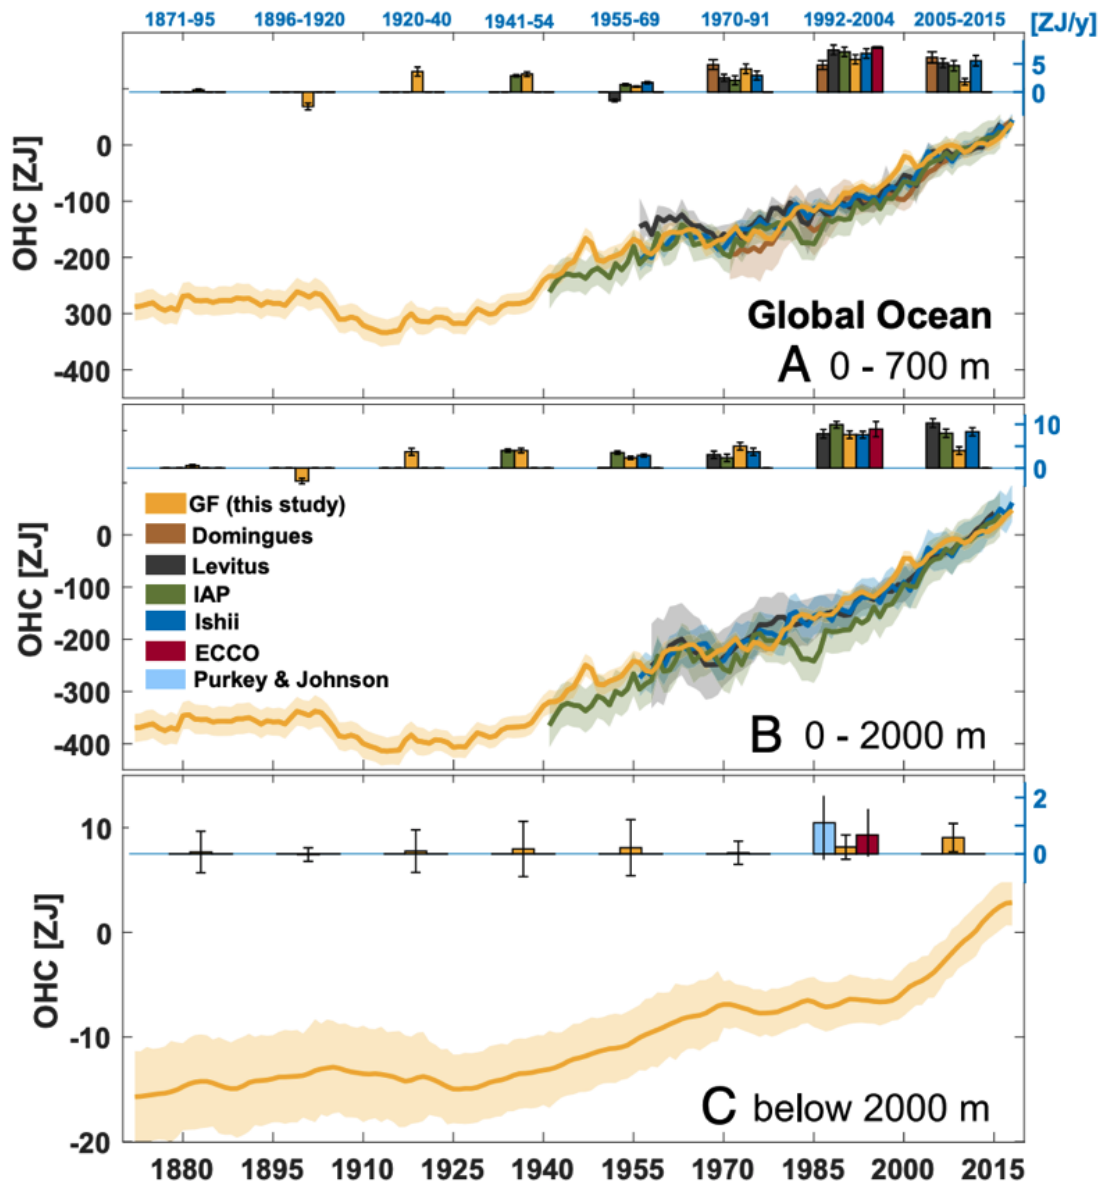 1871-95 1896-1920 1920-40 1941-54 1955-69 1970-91 1992-2004 2005-2015 [ZJ/y]
5
0
OHC [ZJ]
0
-100
-200
300
-400
Global Ocean
A 0 - 700 m
10
0
GF (this study)
Domingues
Levitus
IAP
Ishii
ECCO
Purkey & Johnson
OHC [ZJ]
0
-100
-200
-300
-400
B 0 - 2000 m
2
0
OHC [ZJ]
10
0
-10
-20
C below 2000 m
1880 1895 1910 1925 1940 1955 1970 1985 2000 2015